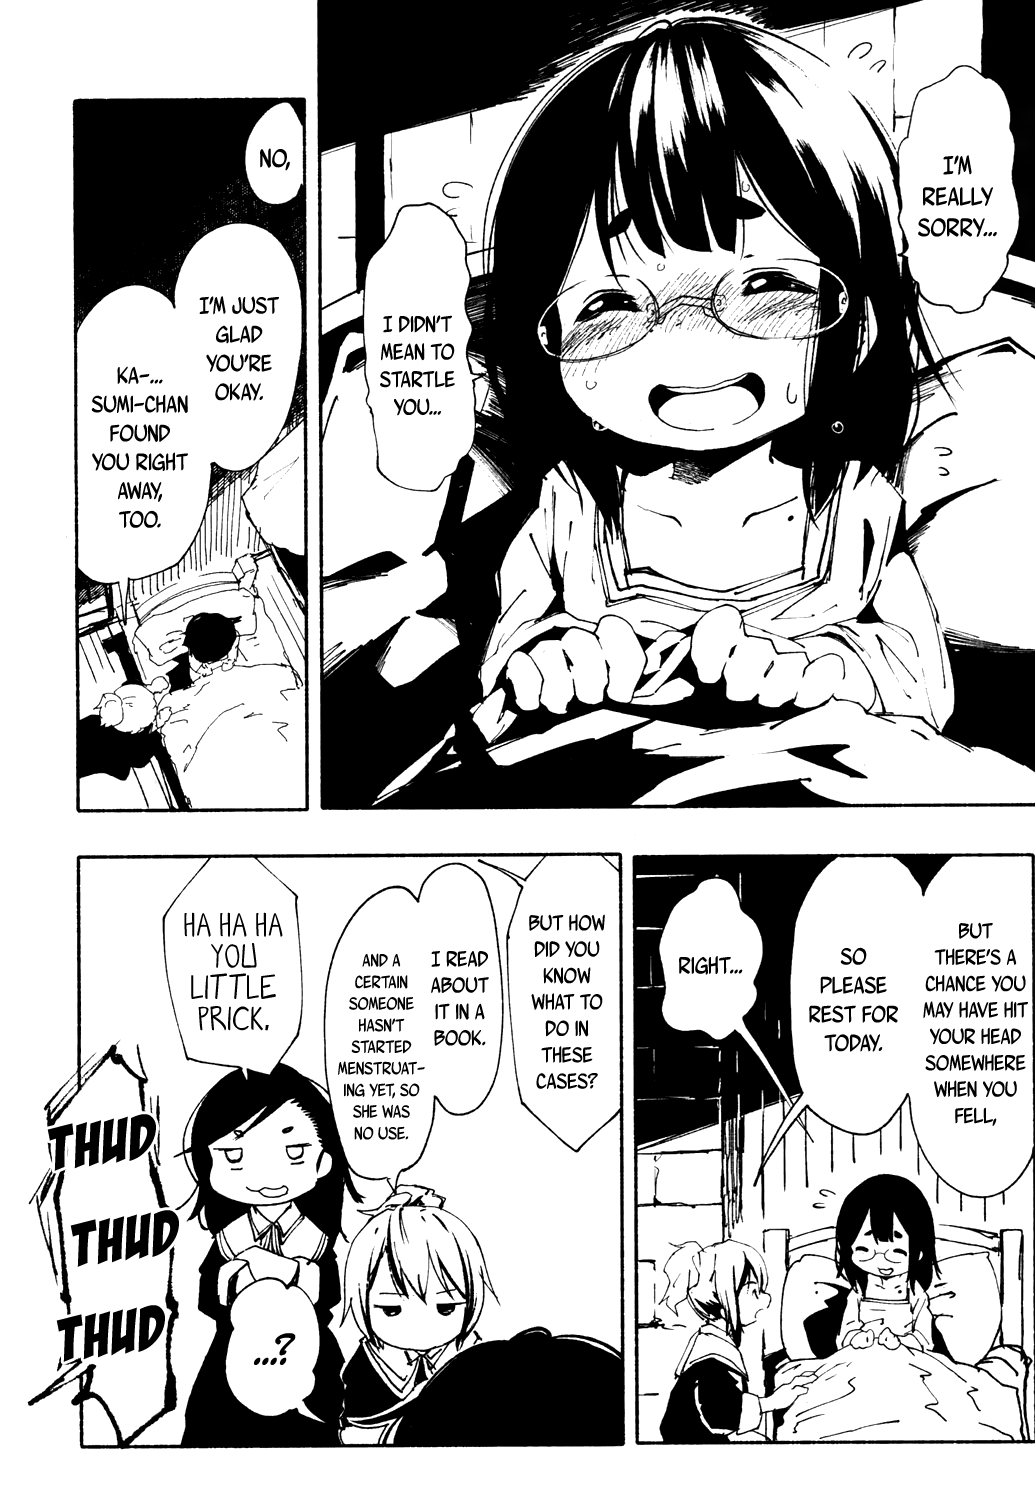 I'M
REALLY
SORRY...
I DIDN'T
MEAN TO
STARTLE
YOU...
NO,
I'M JUST
GLAD
YOU'RE
OKAY.
KA-...
SUMI-CHAN
FOUND
YOU RIGHT
AWAY,
TOO.
BUT
THERE'S A
CHANCE YOU
MAY HAVE HIT
YOUR HEAD
SOMEWHERE
WHEN YOU
FELL,
SO
PLEASE
REST FOR
TODAY.
RIGHT...
BUT HOW
DID YOU
KNOW
WHAT TO
DO IN
THESE
CASES?
I READ
ABOUT
IT IN A
BOOK.
AND A
CERTAIN
SOMEONE
HASN'T
STARTED
MENSTRUAT-
ING YET, SO
SHE WAS
NO USE.
HA HA HA
YOU
LITTLE
PRICK.
THUD
THUD
THUD
...?